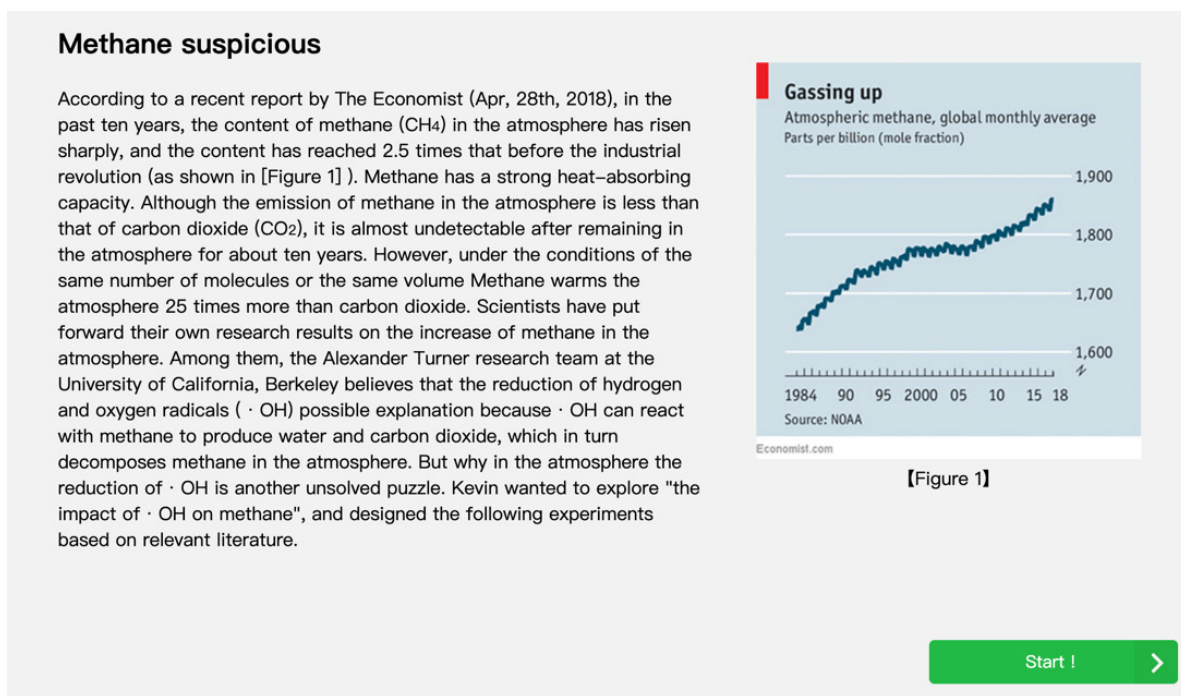 Methane suspicious
According to a recent report by The Economist (Apr, 28th, 2018), in the
past ten years, the content of methane (CH4) in the atmosphere has risen
sharply, and the content has reached 2.5 times that before the industrial
revolution (as shown in [Figure 1] ). Methane has a strong heat-absorbing
capacity. Although the emission of methane in the atmosphere is less than
that of carbon dioxide (CO2), it is almost undetectable after remaining in
the atmosphere for about ten years. However, under the conditions of the
same number of molecules or the same volume Methane warms the
atmosphere 25 times more than carbon dioxide. Scientists have put
forward their own research results on the increase of methane in the
atmosphere. Among them, the Alexander Turner research team at the
University of California, Berkeley believes that the reduction of hydrogen
and oxygen radicals ( · OH) possible explanation because · OH can react
with methane to produce water and carbon dioxide, which in turn
decomposes methane in the atmosphere. But why in the atmosphere the
reduction of · OH is another unsolved puzzle. Kevin wanted to explore "the
impact of · OH on methane", and designed the following experiments
based on relevant literature.
Gassing up
Atmospheric methane, global monthly average
Parts per billion (mole fraction)
1,900
1,800
1,700
1,600
1984 90 95 2000 05 10 15 18
Source: NOAA
Economist.com
【Figure 1】
Start !